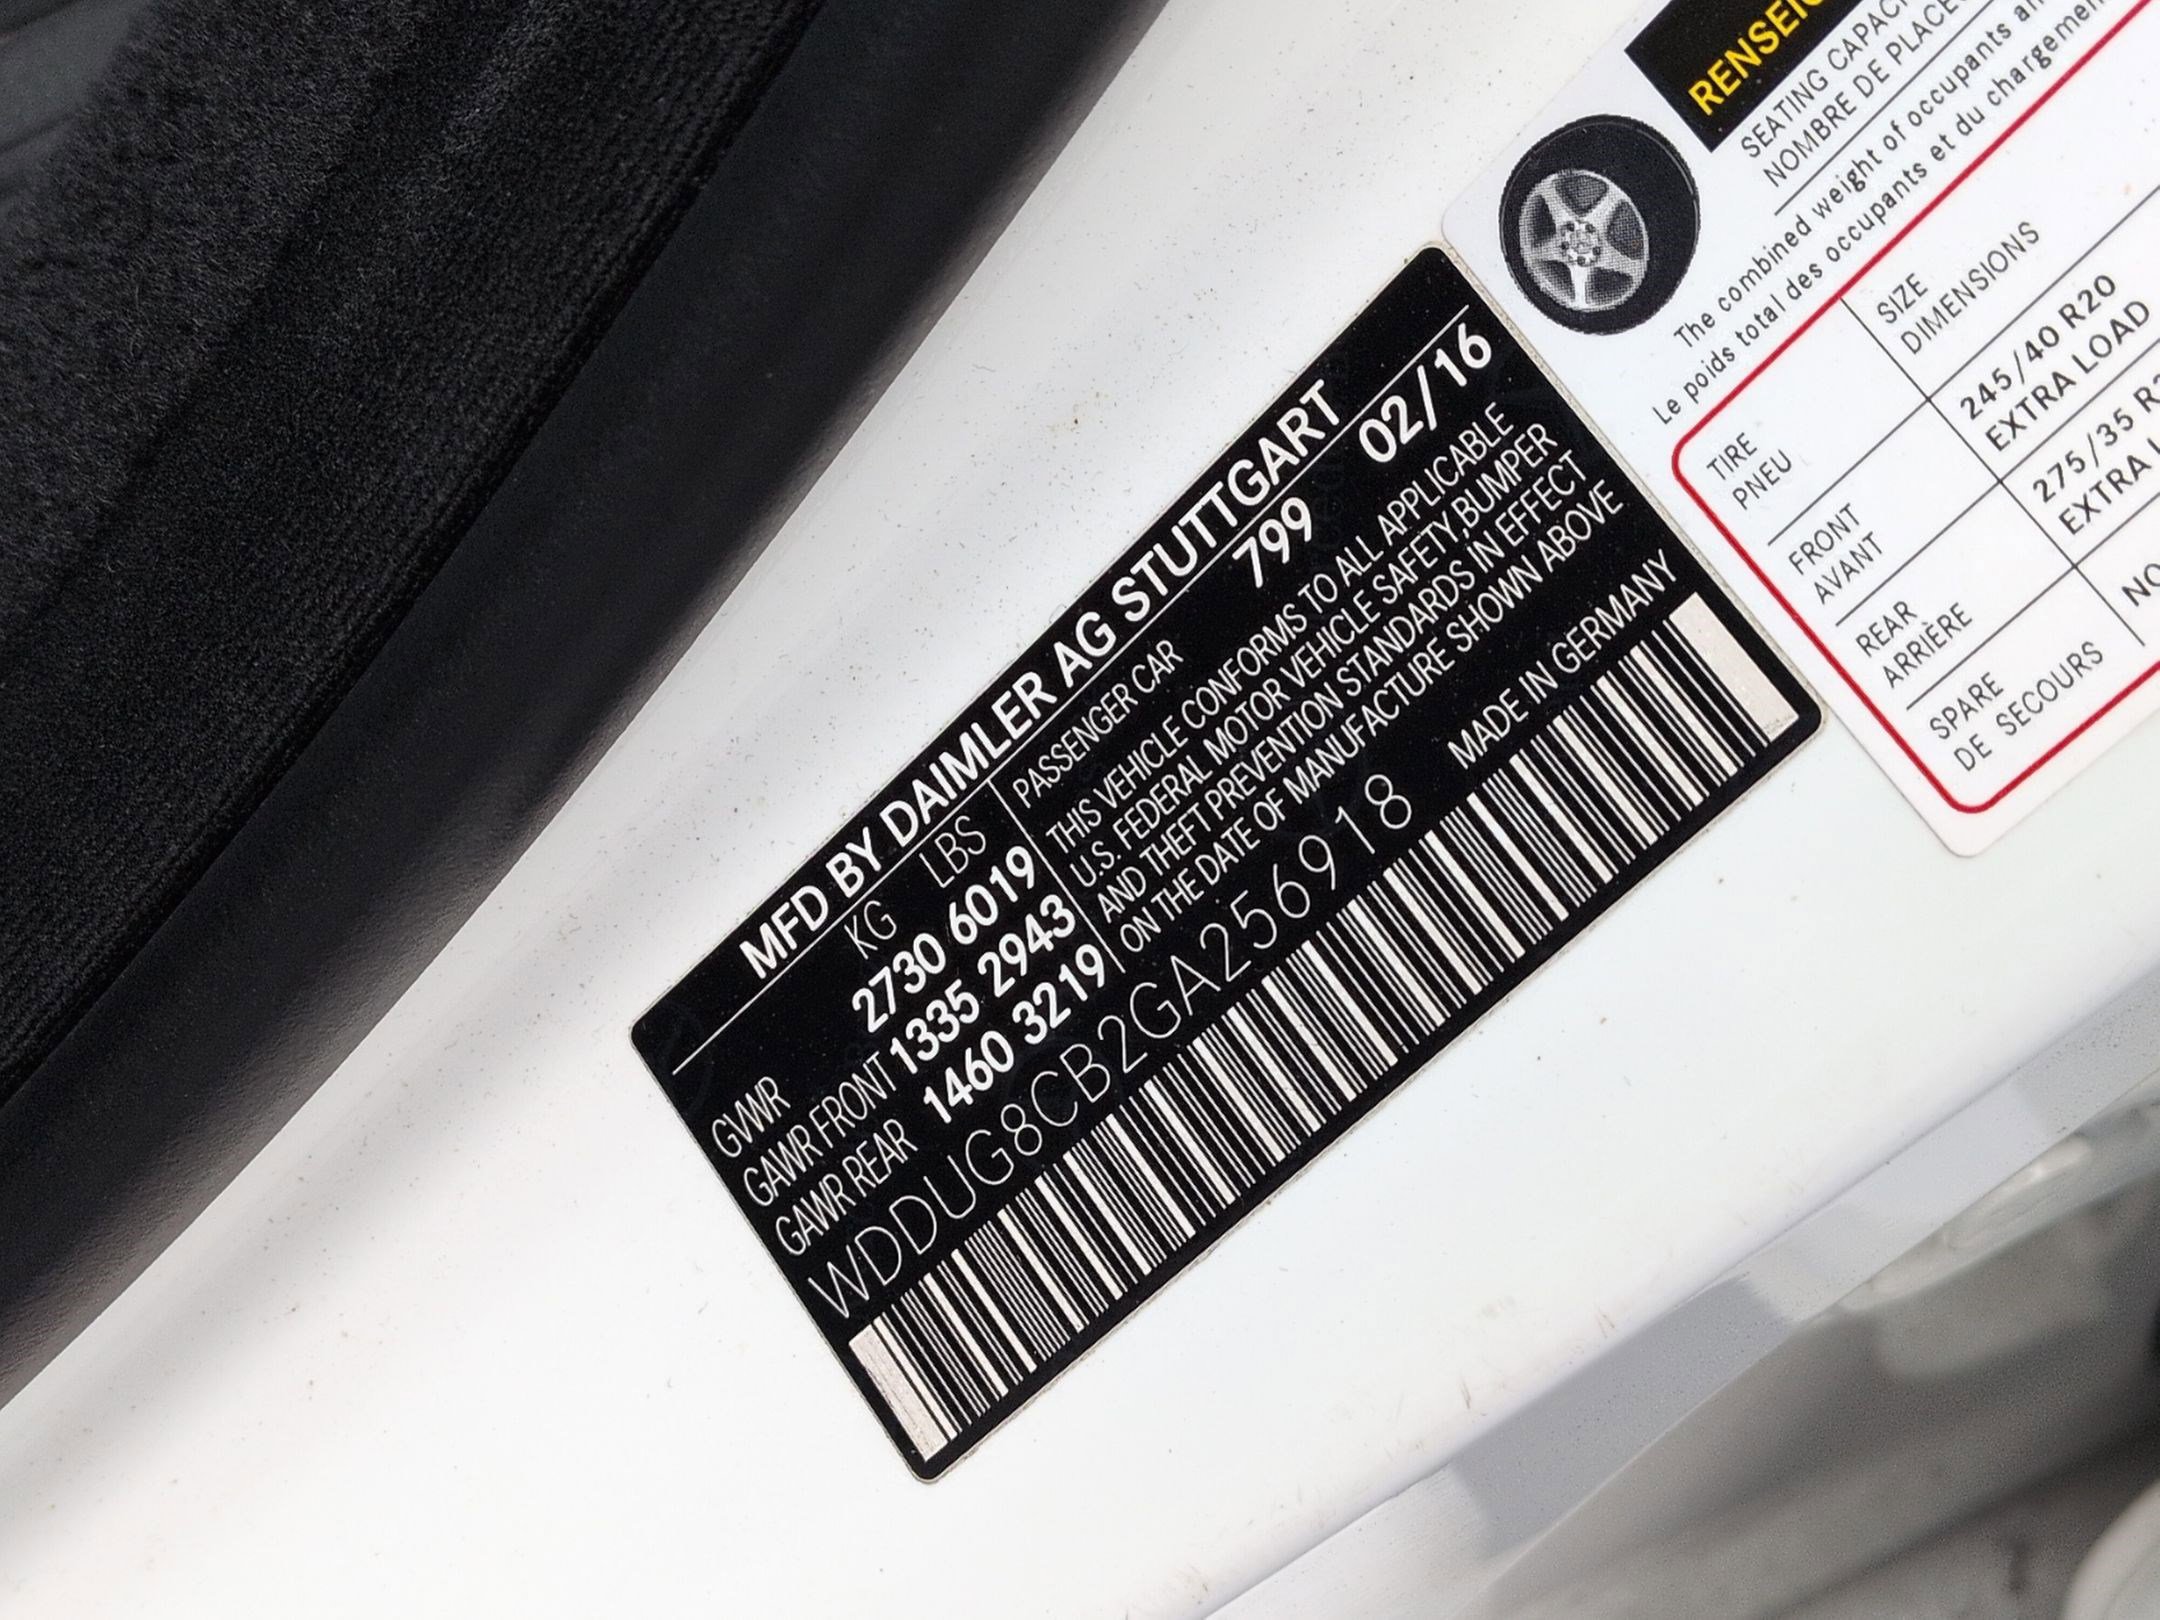 MFD BY DAIMLER AG STUTTGART
KG LBS
GVWR 2730 6019
GAWR FRONT 1335 2943
GAWR REAR 1460 3219
799 02/16
PASSENGER CAR
THIS VEHICLE CONFORMS TO ALL APPLICABLE
U.S. FEDERAL MOTOR VEHICLE SAFETY,BUMPER
AND THEFT PREVENTION STANDARDS IN EFFECT
ON THE DATE OF MANUFACTURE SHOWN ABOVE
WDDUG8CB2GA256918 MADE IN GERMANY
SEATING
NOMBRE DE
The combined weight of occupants
Le poids total des occupants et du
TIRE SIZE
PNEU DIMENSIONS
FRONT 245/40 R20
AVANT EXTRA LOAD
REAR 275/35
ARRIÈRE EXTRA
SPARE
DE SECOURS